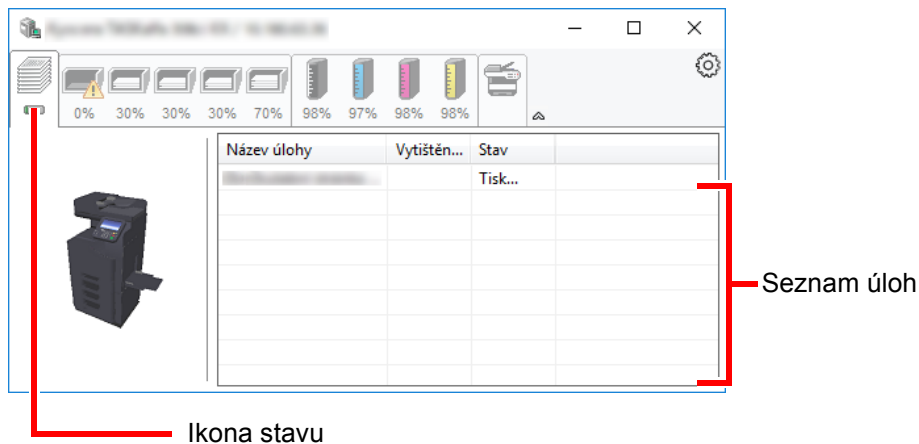 0% 30% 30% 30% 70% 98% 97% 98% 98%
Název úlohy Vytištěn... Stav
Tisk...
Seznam úloh
Ikona stavu